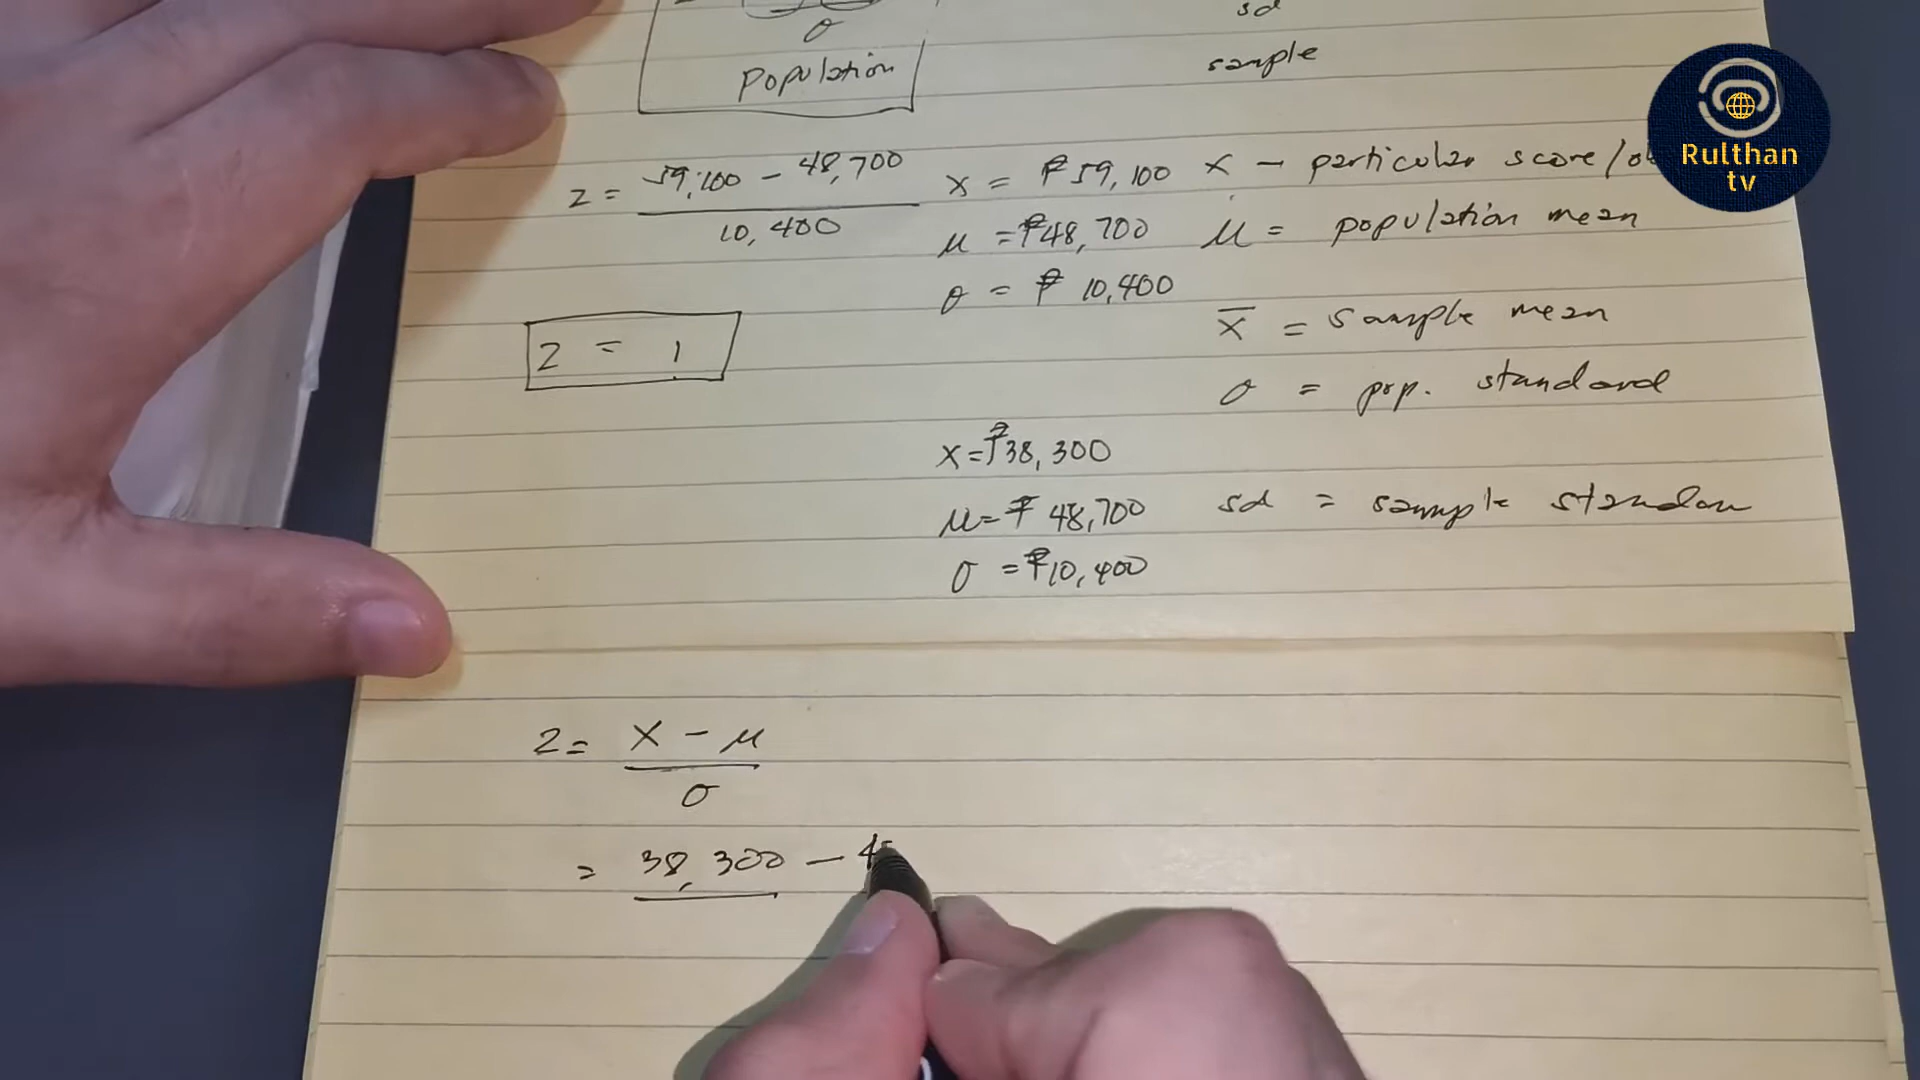 σ
population
sd
sample
Rulthan
tv
z = 59,100 - 48,700
10,400
x = ₱59,100
x - particular score/
μ = ₱48,700
μ = population mean
σ = ₱ 10,400
x̄ = sample mean
z = 1
σ = pop. standard
x = ₱38,300
μ = ₱ 48,700
sd = sample standar
σ = ₱10,400
z = x - μ
σ
= 38,300 - 4